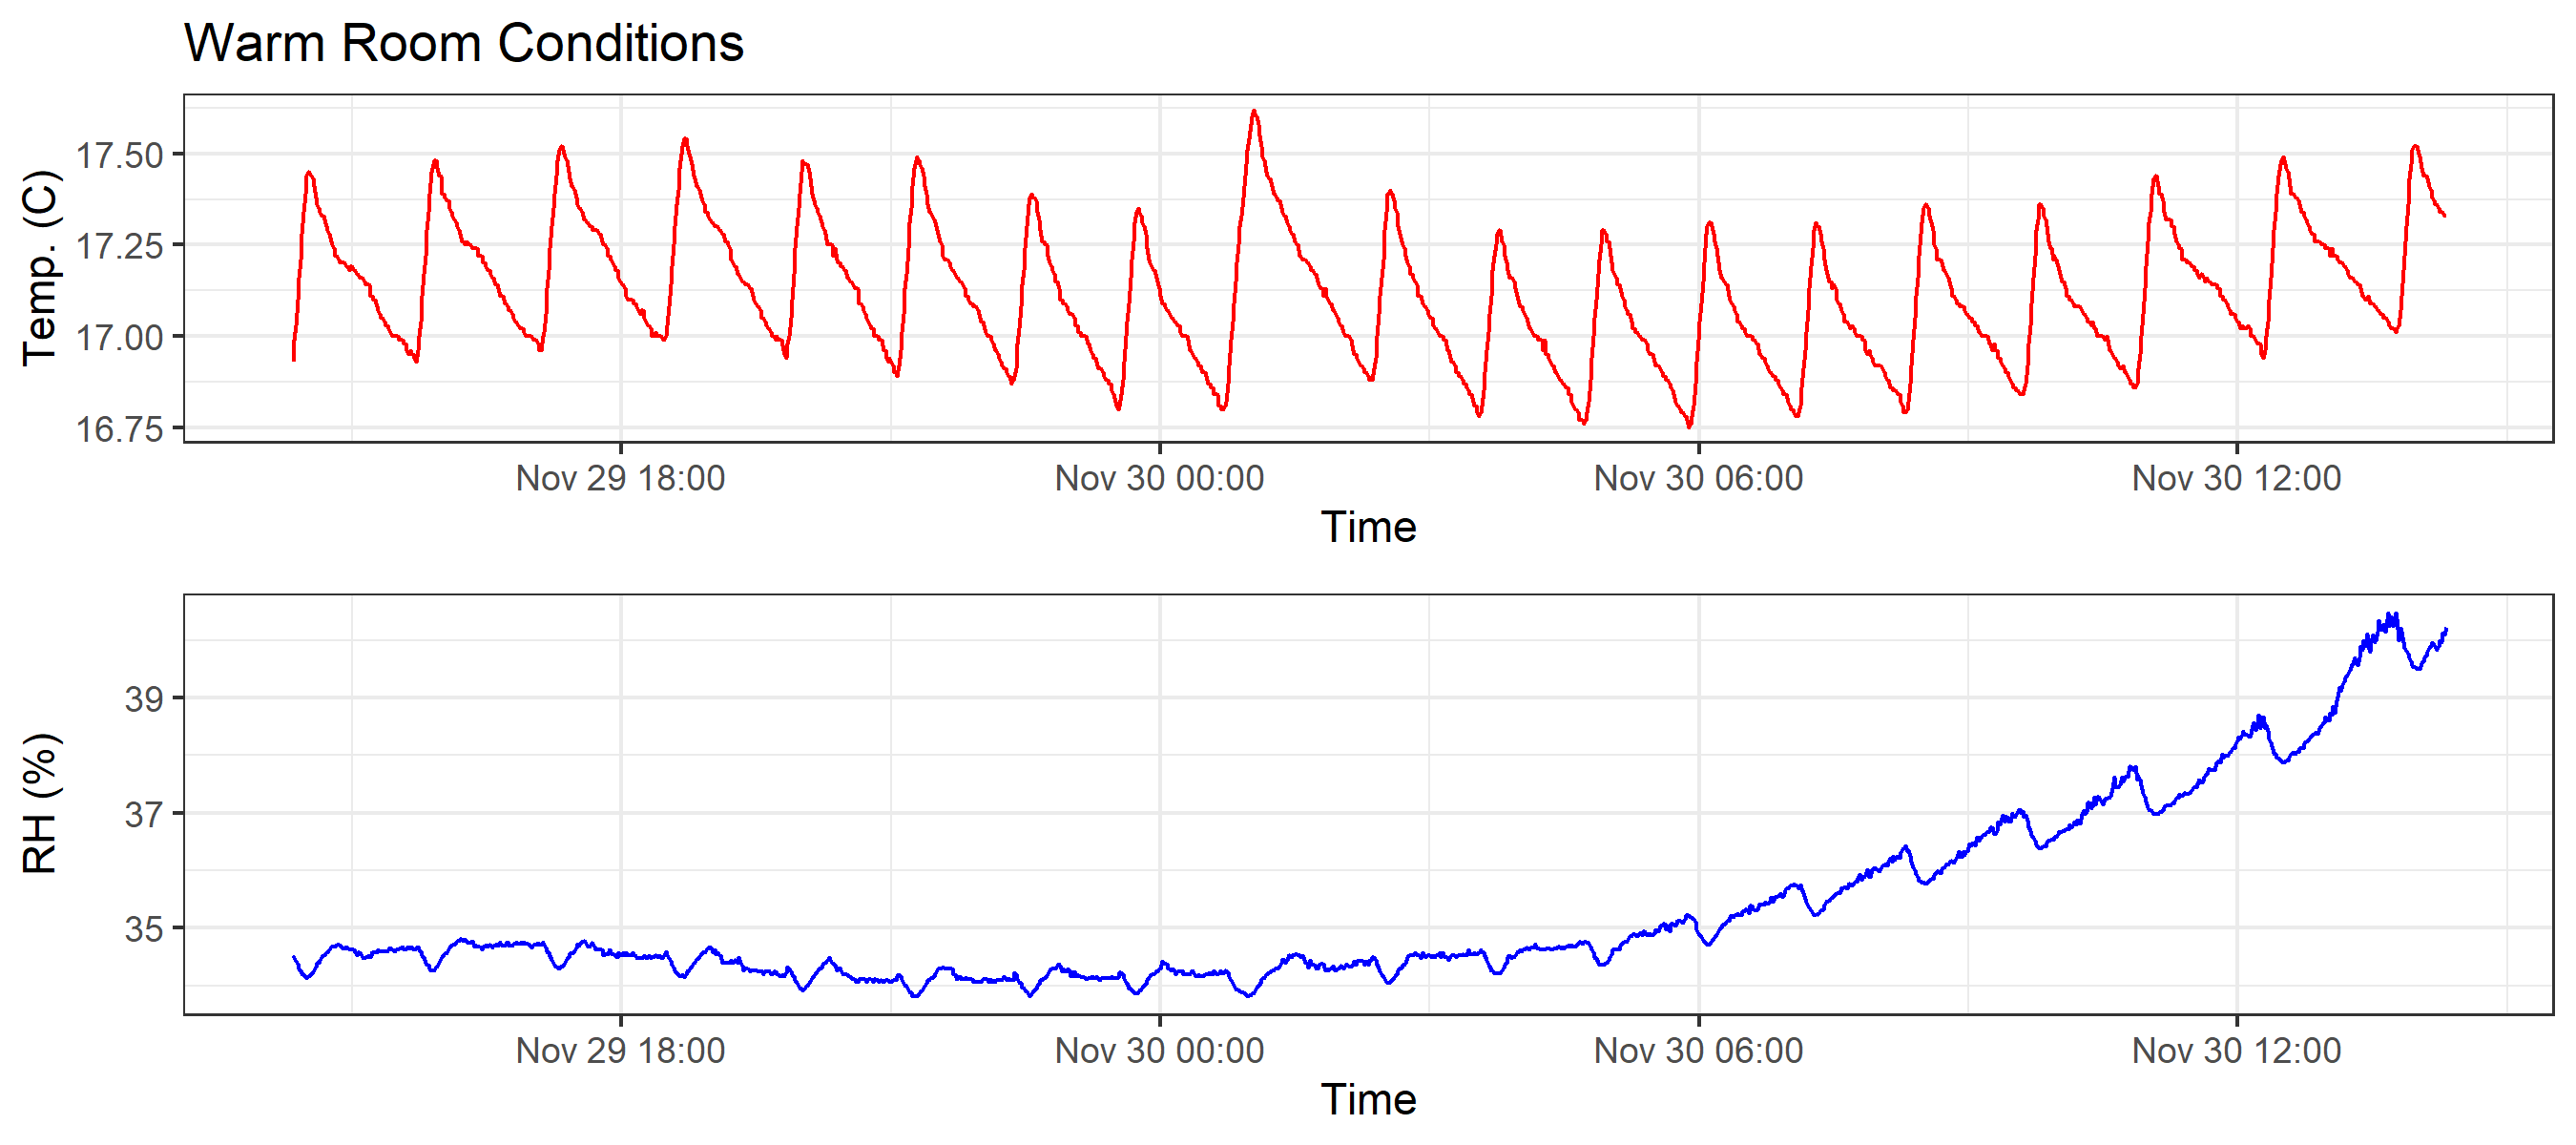 Warm Room Conditions
Temp. (C)
17.50
17.25
17.00
16.75
Nov 29 18:00 Nov 30 00:00 Nov 30 06:00 Nov 30 12:00
Time
RH (%)
39
37
35
Nov 29 18:00 Nov 30 00:00 Nov 30 06:00 Nov 30 12:00
Time